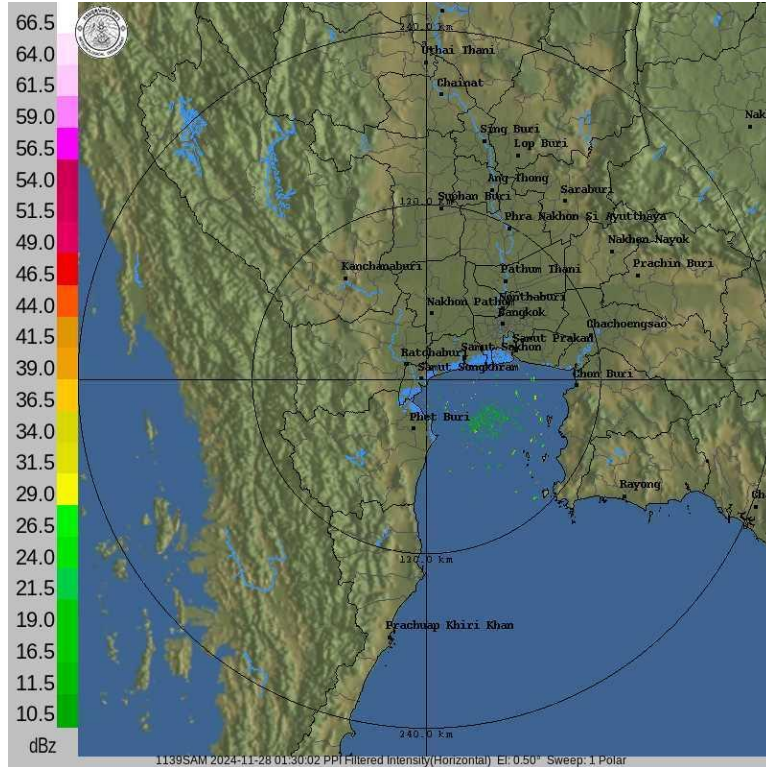 66.5
64.0
61.5
59.0
56.5
54.0
51.5
49.0
46.5
44.0
41.5
39.0
36.5
34.0
31.5
29.0
26.5
24.0
21.5
19.0
16.5
11.5
10.5
dBz
240.0 km
Uthai Thani
Chainat
Nak
Sing Buri
Lop Buri
Ang Thong
Suphan Buri
Saraburi
120.0 km
Phra Nakhon Si Ayutthaya
Nakhon Nayok
Kanchanaburi
Pathum Thani
Prachin Buri
Nakhon Pathom
Nonthaburi
Bangkok
Chachoengsao
Samut Prakan
Samut Sakhon
Ratchaburi
Samut Songkhram
Chon Buri
Phet Buri
Rayong
Cha
120.0 km
Prachuap Khiri Khan
240.0 km
1139SAM 2024-11-28 01:30:02 PPI Filtered Intensity(Horizontal) El: 0.50° Sweep: 1 Polar